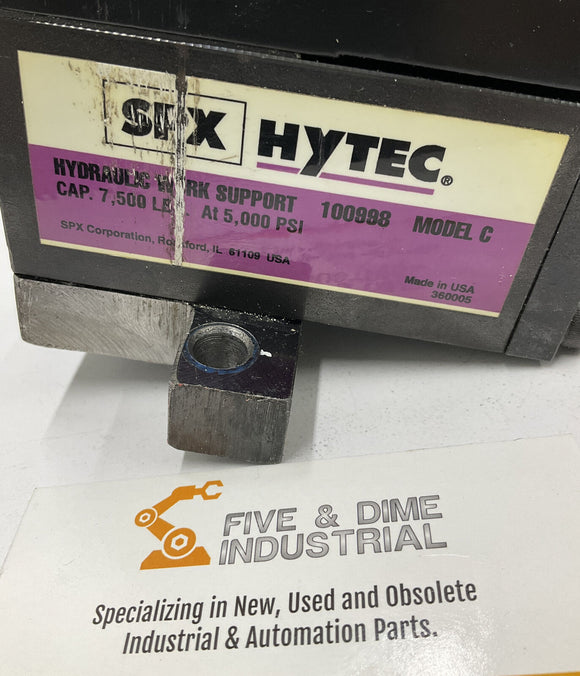 SPX HYTEC®
HYDRAULIC WORK SUPPORT 100998 MODEL C
CAP. 7,500 At 5,000 PSI
SPX Corporation, Rockford, IL 61109 USA
Made in USA
360005
FIVE & DIME
INDUSTRIAL
Specializing in New, Used and Obsolete
Industrial & Automation Parts.